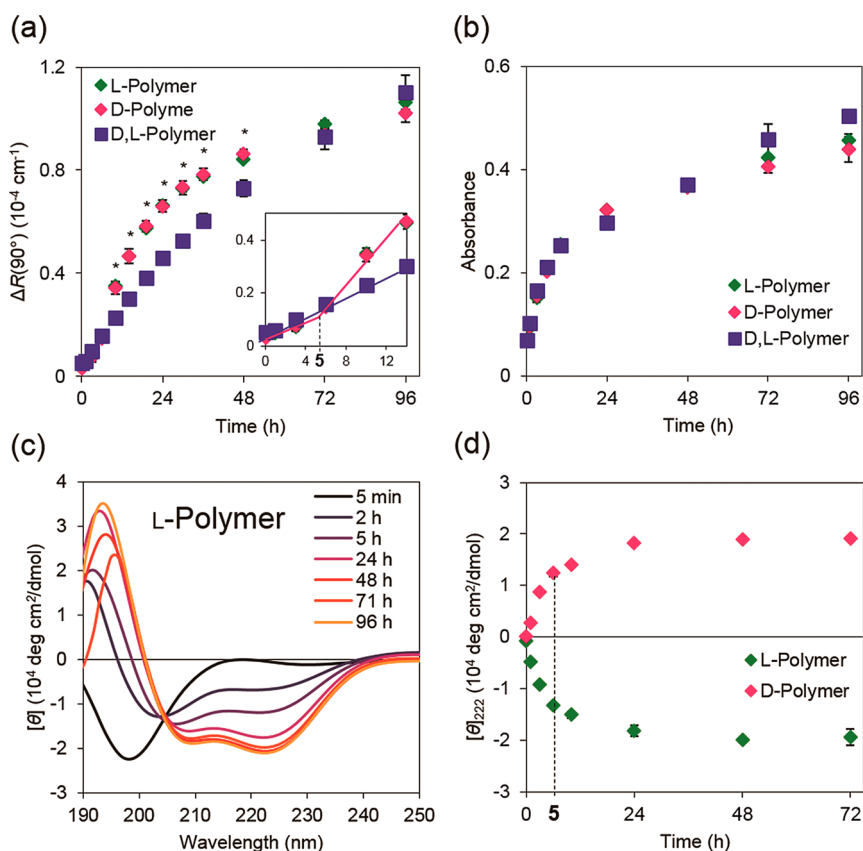 (a)
ΔR(90°) (10⁻⁴ cm⁻¹)
1.2
0.8
0.4
0
L-Polymer
D-Polyme
D,L-Polymer
* * * * * * *
0.4
0.2
0
0 4 5 8 12
0 24 48 72 96
Time (h)
(b)
Absorbance
0.6
0.4
0.2
0
L-Polymer
D-Polymer
D,L-Polymer
0 24 48 72 96
Time (h)
(c)
[θ] (10⁴ deg cm²/dmol)
4
3
2
1
0
-1
-2
-3
L-Polymer
5 min
2 h
5 h
24 h
48 h
71 h
96 h
190 200 210 220 230 240 250
Wavelength (nm)
(d)
[θ]₂₂₂ (10⁴ deg cm²/dmol)
3
2
1
0
-1
-2
-3
L-Polymer
D-Polymer
0 5 24 48 72
Time (h)